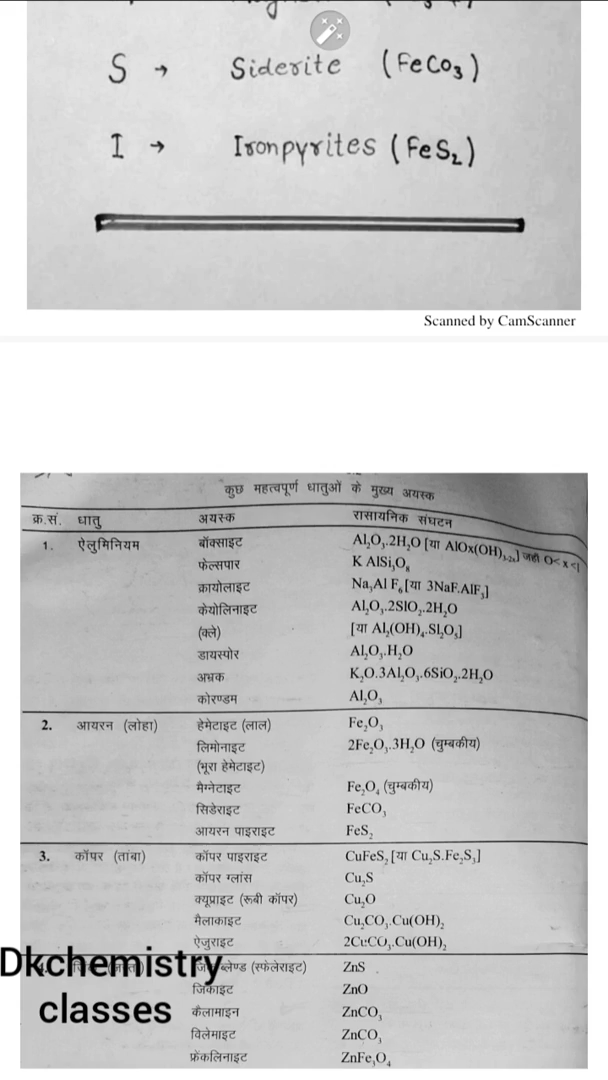 S → Siderite (FeCo₃)
I → Ironpyrites (FeS₂)
Scanned by CamScanner
कुछ महत्वपूर्ण धातुओं के मुख्य अयस्क
क्र.सं. धातु अयस्क रासायनिक संघटन
1. ऐलुमिनियम बॉक्साइट Al₂O₃.2H₂O [या AlOx(OH)₃₋₂ₓ] जहाँ O< x <1
फेल्सपार K AlSi₃O₈
क्रायोलाइट Na₃Al F₆ [या 3NaF.AlF₃]
केयोलिनाइट Al₂O₃.2SIO₂.2H₂O
(क्ले) [या Al₂(OH)₄.SI₂O₅]
डायस्पोर Al₂O₃.H₂O
अभ्रक K₂O.3Al₂O₃.6SiO₂.2H₂O
कोरण्डम Al₂O₃
2. आयरन (लोहा) हेमेटाइट (लाल) Fe₂O₃
लिमोनाइट 2Fe₂O₃.3H₂O (चुम्बकीय)
(भूरा हेमेटाइट)
मैग्नेटाइट Fe₃O₄ (चुम्बकीय)
सिडेराइट FeCO₃
आयरन पाइराइट FeS₂
3. कॉपर (तांबा) कॉपर पाइराइट CuFeS₂ [या Cu₂S.Fe₂S₃]
कॉपर ग्लांस Cu₂S
क्यूप्राइट (रूबी कॉपर) Cu₂O
मैलाकाइट Cu₂CO₃.Cu(OH)₂
ऐजुराइट 2CuCO₃.Cu(OH)₂
Dkchemistry ब्लेण्ड (स्फेलेराइट) ZnS
जिंकाइट ZnO
classes कैलामाइन ZnCO₃
विलेमाइट ZnCO₃
फ्रेंकलिनाइट ZnFe₂O₄